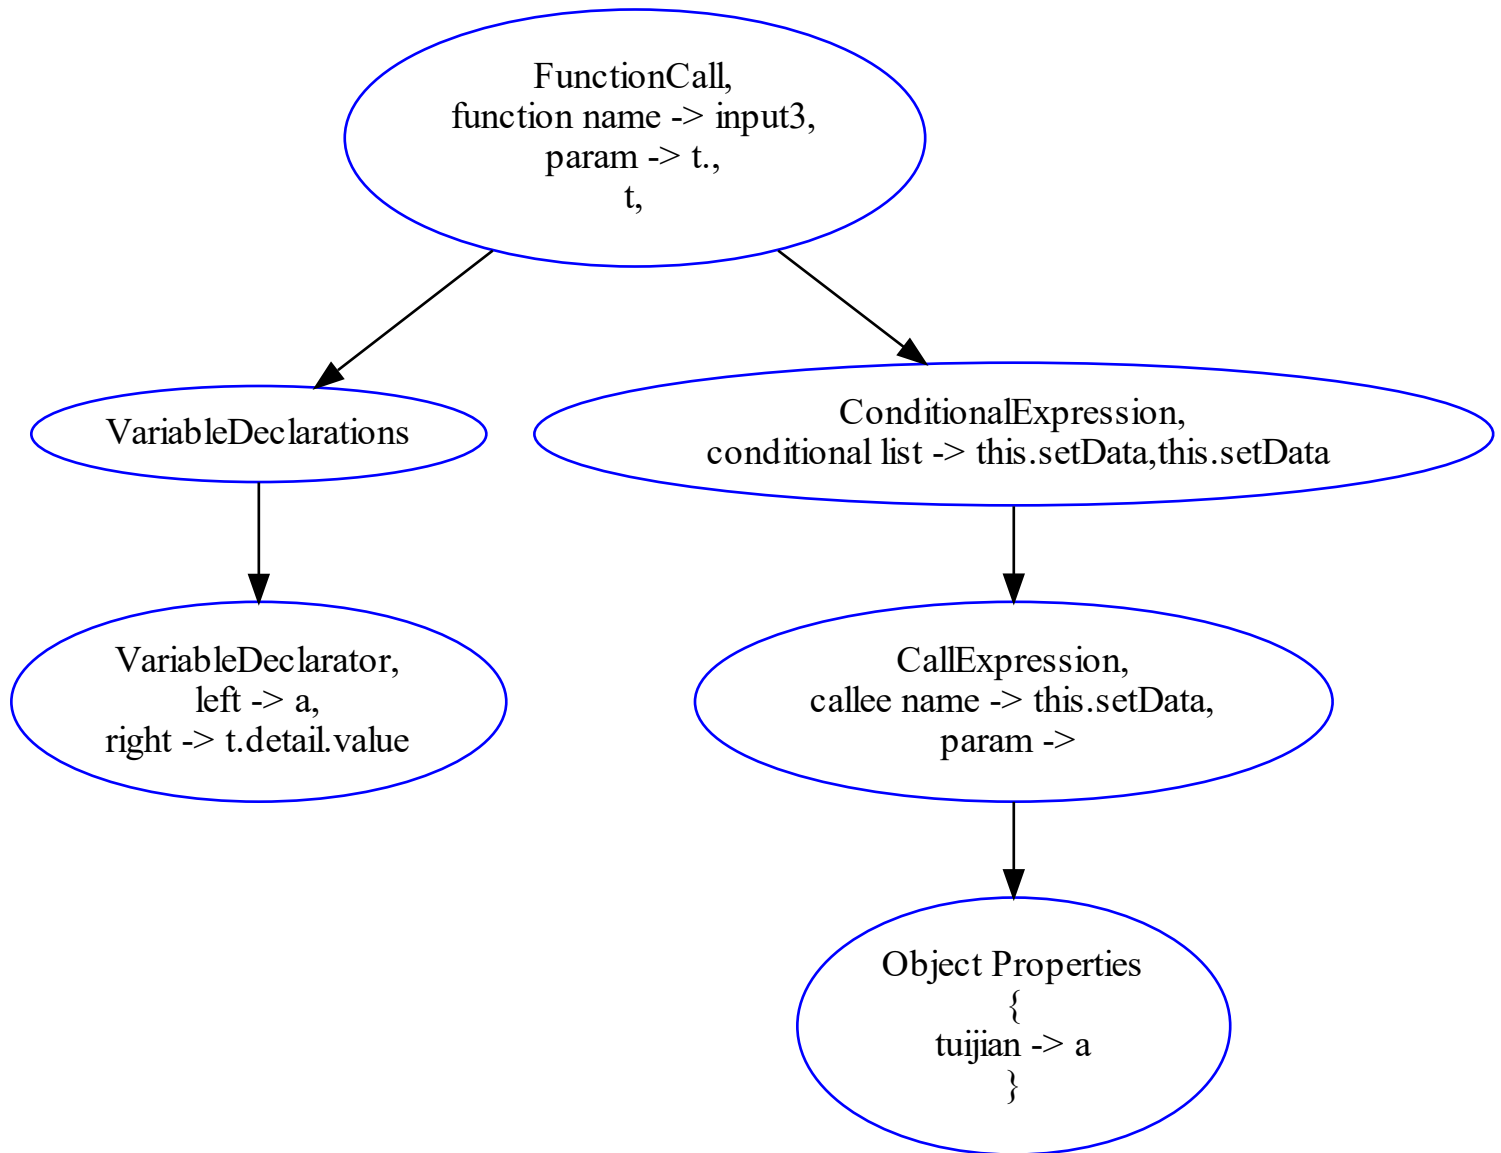 FunctionCall,
function name -> input3,
param -> t.,
t,
VariableDeclarations
ConditionalExpression,
conditional list -> this.setData,this.setData
VariableDeclarator,
left -> a,
right -> t.detail.value
CallExpression,
callee name -> this.setData,
param ->
Object Properties
{
tuijian -> a
}